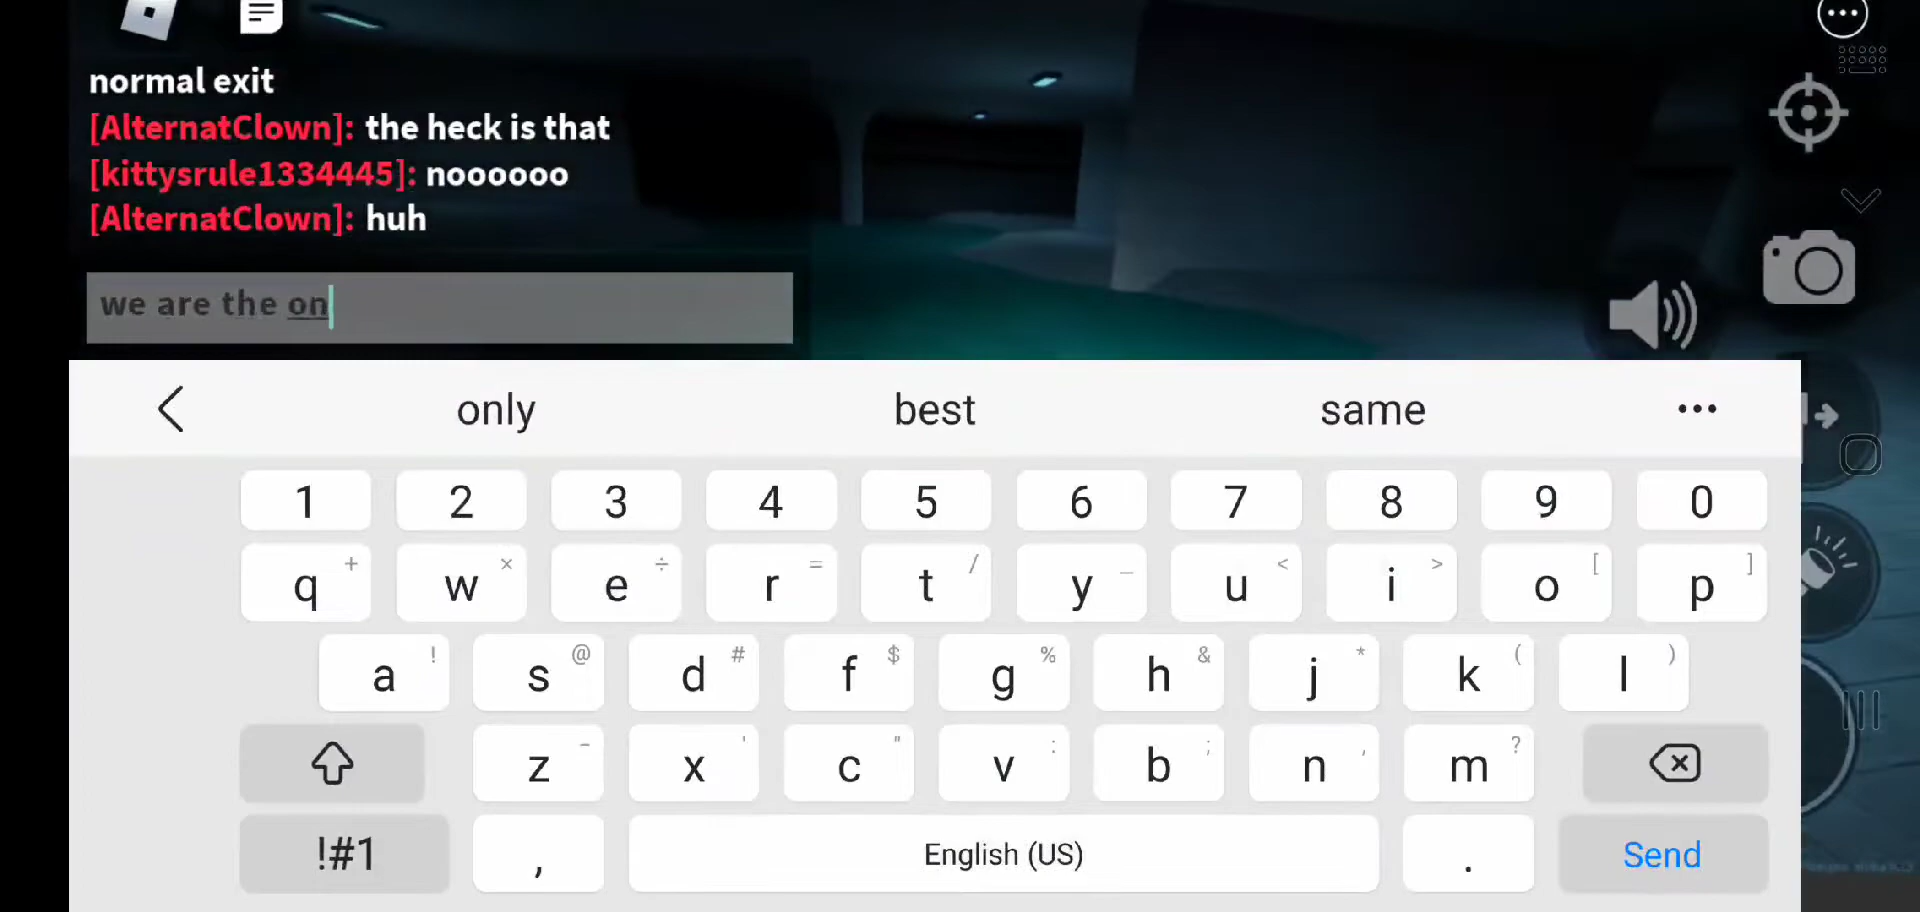 normal exit
[AlternatClown]: the heck is that
[kittysrule1334445]: noooooo
[AlternatClown]: huh
we are the on
only best same
1 2 3 4 5 6 7 8 9 0
q + w × e ÷ r = t / y _ u < i > o [ p ]
a ! s @ d # f $ g % h & j * k ( l )
z - x ' c " v : b ; n , m ?
!#1 , English (US) . Send